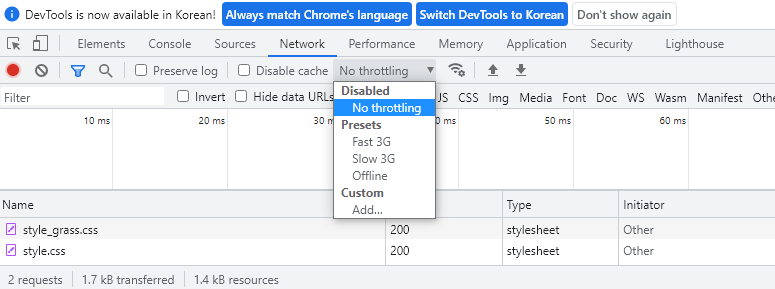 DevTools is now available in Korean! Always match Chrome's language Switch DevTools to Korean Don't show again
Elements Console Sources Network Performance Memory Application Security Lighthouse
Preserve log Disable cache No throttling
Filter Invert Hide data URLs JS CSS Img Media Font Doc WS Wasm Manifest Othe
Disabled
No throttling
Presets
Fast 3G
Slow 3G
Offline
Custom
Add...
10 ms 20 ms 30 m 0 ms 50 ms 60 ms
Name Type Initiator
style_grass.css 200 stylesheet Other
style.css 200 stylesheet Other
2 requests 1.7 kB transferred 1.4 kB resources